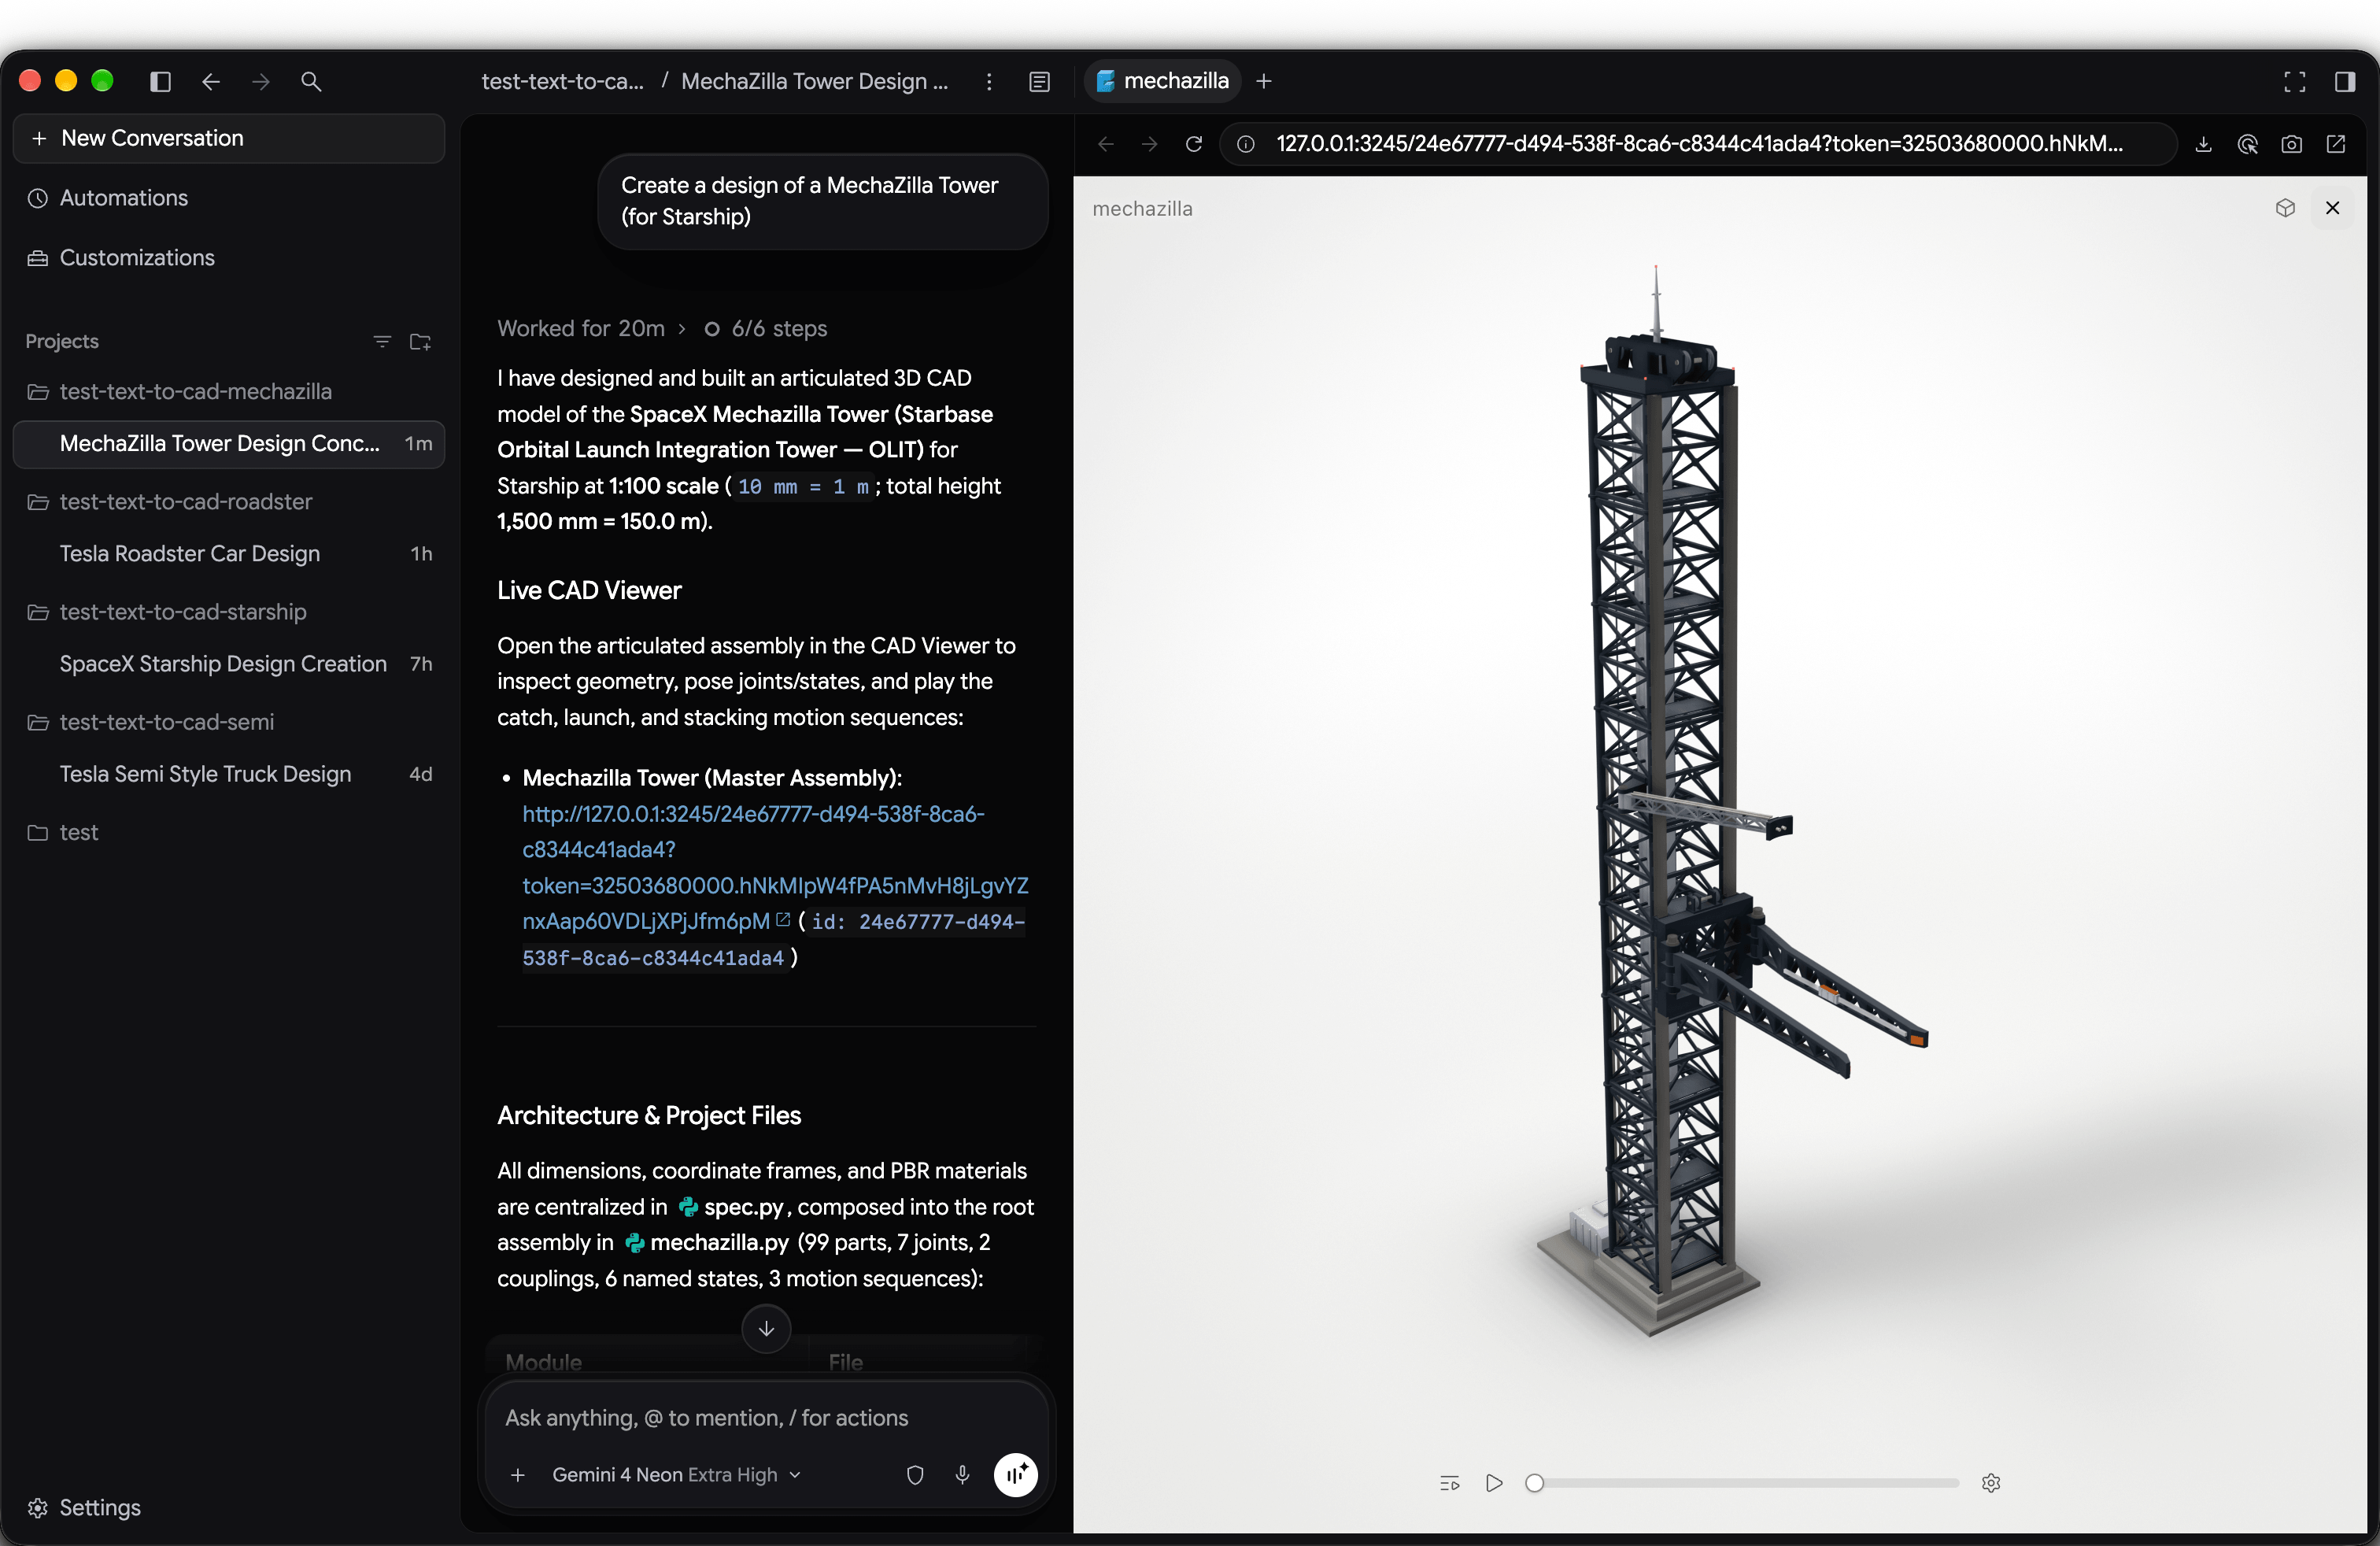 test-text-to-ca... / MechaZilla Tower Design ...
mechazilla
New Conversation
Automations
Customizations
Projects
test-text-to-cad-mechazilla
MechaZilla Tower Design Conc... 1m
test-text-to-cad-roadster
Tesla Roadster Car Design 1h
test-text-to-cad-starship
SpaceX Starship Design Creation 7h
test-text-to-cad-semi
Tesla Semi Style Truck Design 4d
test
Settings
Create a design of a MechaZilla Tower
(for Starship)
Worked for 20m > 6/6 steps
I have designed and built an articulated 3D CAD
model of the SpaceX Mechazilla Tower (Starbase
Orbital Launch Integration Tower — OLIT) for
Starship at 1:100 scale ( 10 mm = 1 m ; total height
1,500 mm = 150.0 m).
Live CAD Viewer
Open the articulated assembly in the CAD Viewer to
inspect geometry, pose joints/states, and play the
catch, launch, and stacking motion sequences:
• Mechazilla Tower (Master Assembly):
http://127.0.0.1:3245/24e67777-d494-538f-8ca6-
c8344c41ada4?
token=32503680000.hNkMIpW4fPA5nMvH8jLgvYZ
nxAap60VDLjXPjJfm6pM ( id: 24e67777-d494-
538f-8ca6-c8344c41ada4 )
Architecture & Project Files
All dimensions, coordinate frames, and PBR materials
are centralized in spec.py, composed into the root
assembly in mechazilla.py (99 parts, 7 joints, 2
couplings, 6 named states, 3 motion sequences):
Module File
Ask anything, @ to mention, / for actions
Gemini 4 Neon Extra High
127.0.0.1:3245/24e67777-d494-538f-8ca6-c8344c41ada4?token=32503680000.hNkM...
mechazilla